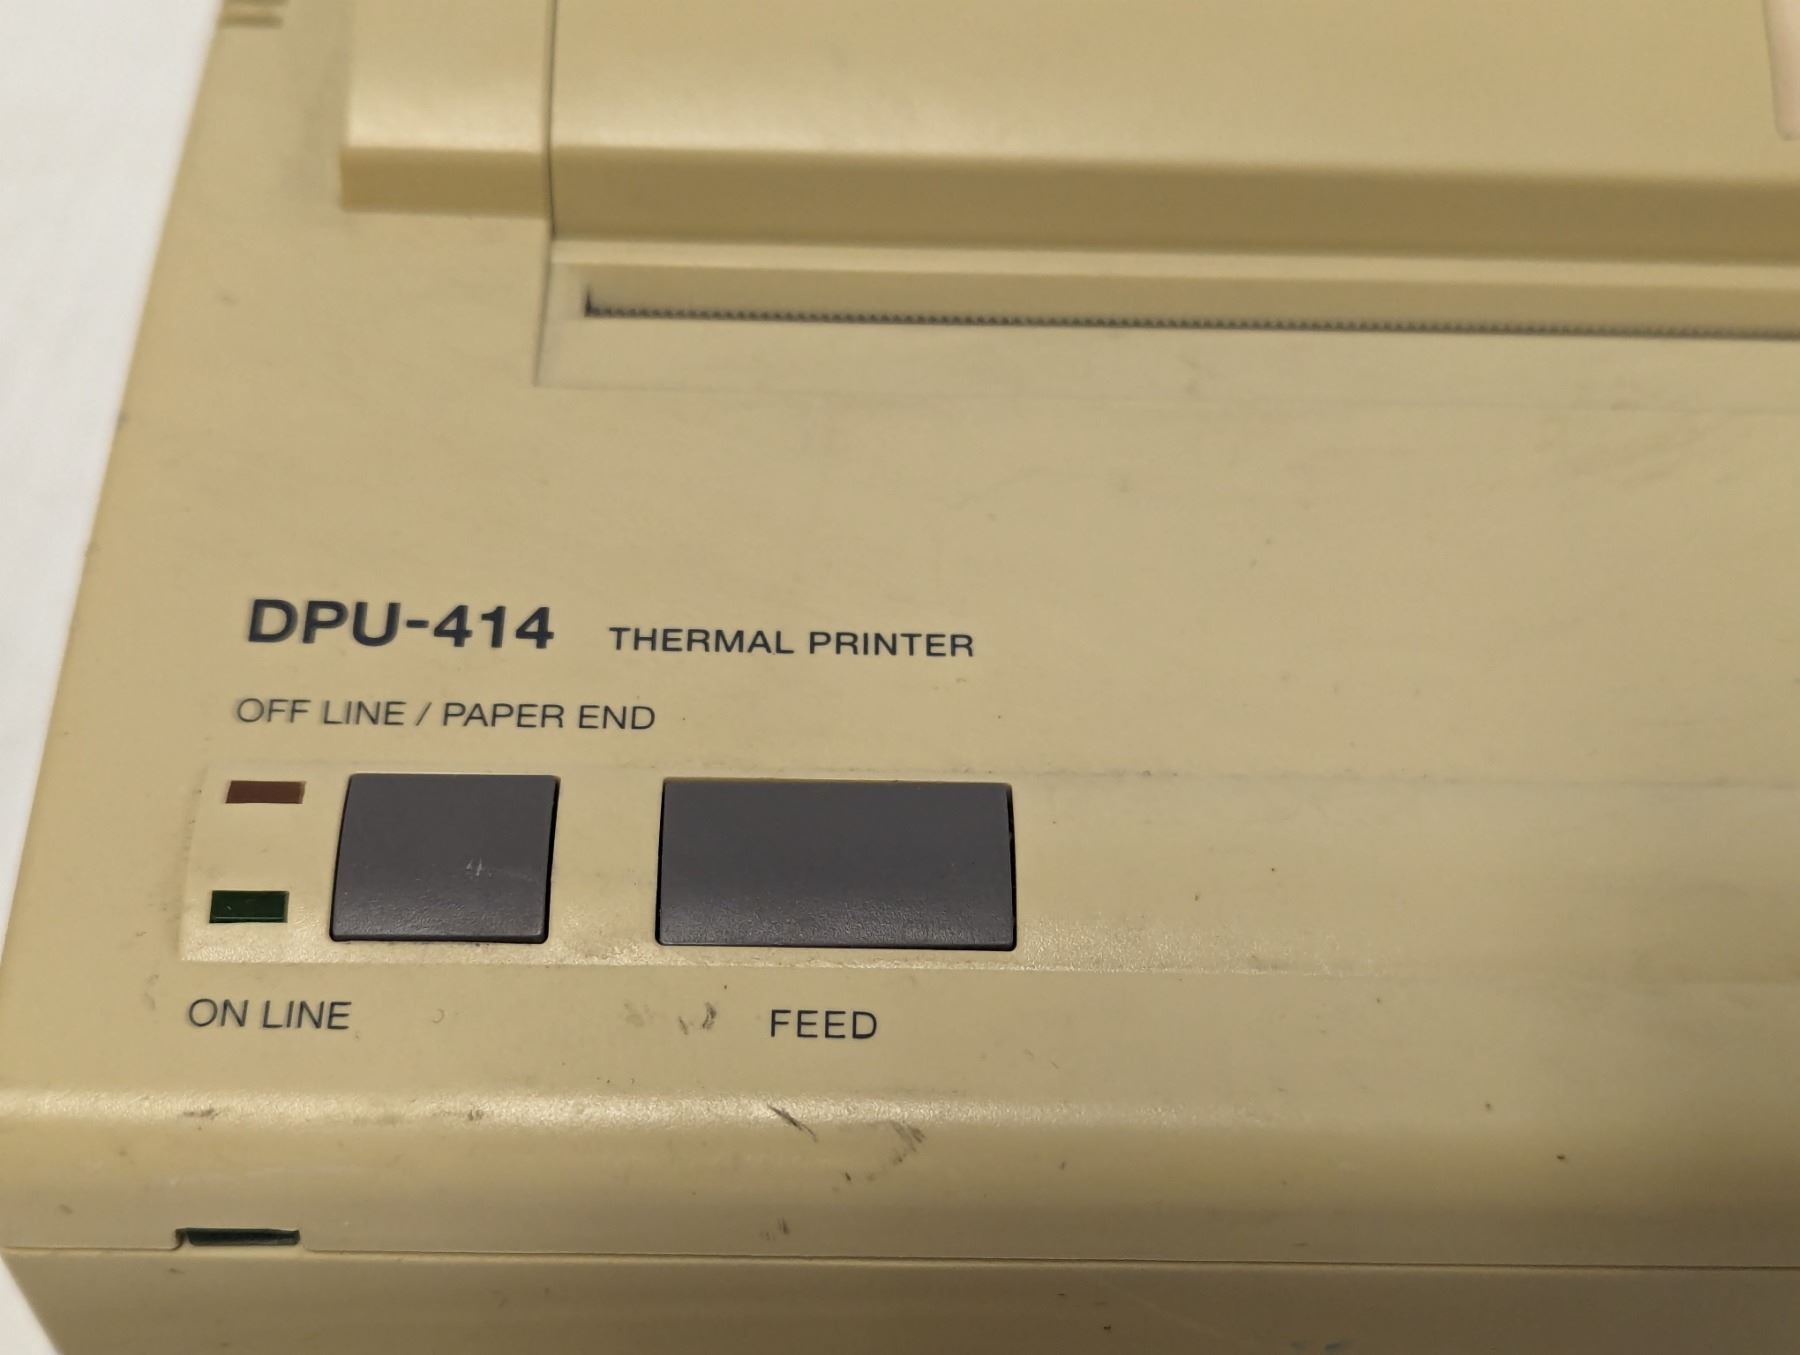 DPU-414 THERMAL PRINTER
OFF LINE / PAPER END
ON LINE FEED